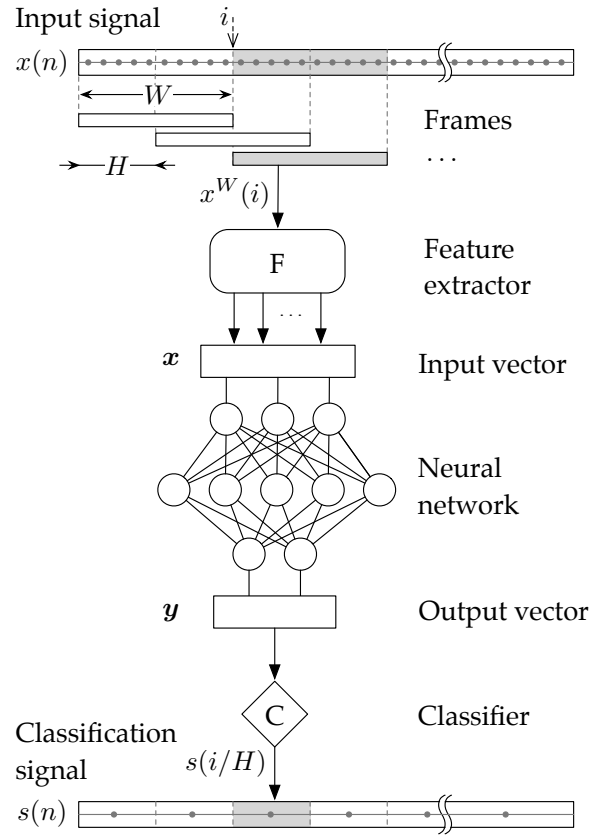 Input signal
i
x(n)
W
Frames
H
...
x^W(i)
F
Feature
extractor
...
x
Input vector
Neural
network
y
Output vector
C
Classifier
Classification
signal
s(i/H)
s(n)